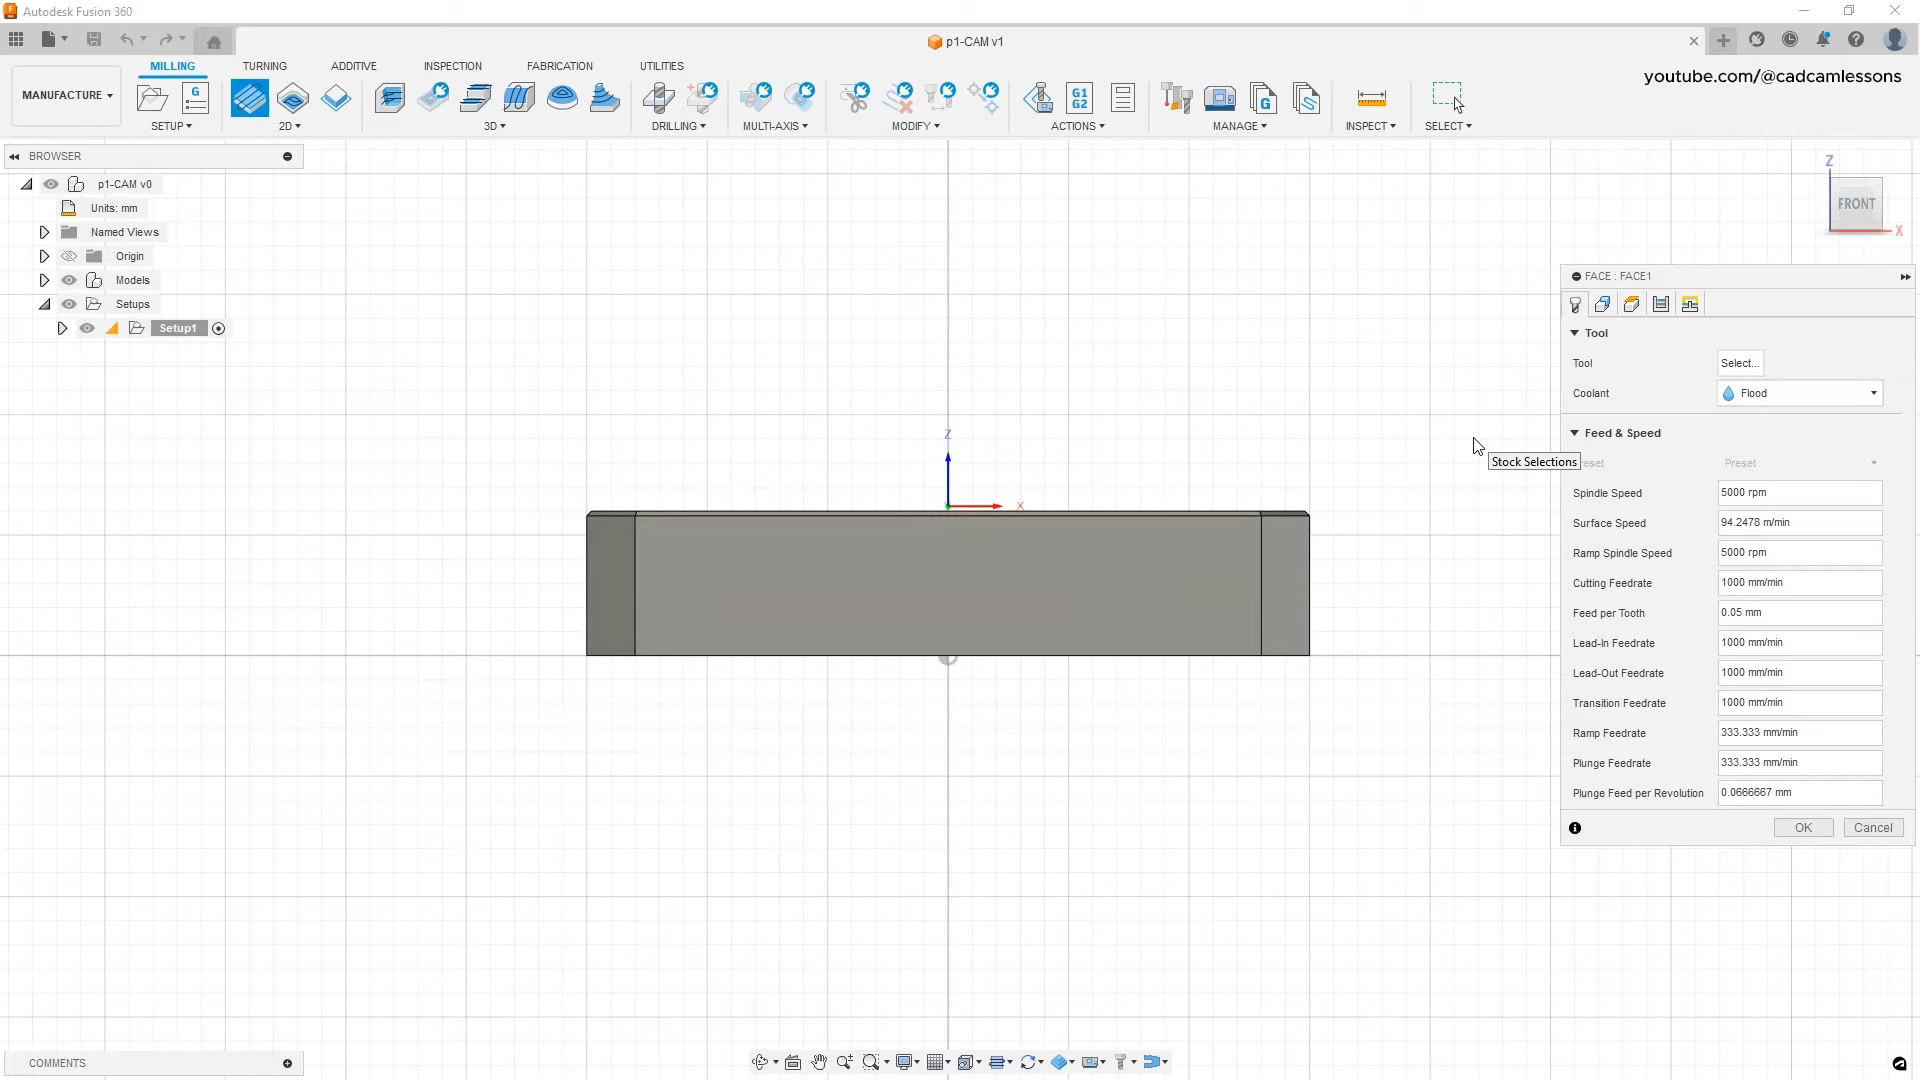 Autodesk Fusion 360
p1-CAM v1
MILLING
TURNING
ADDITIVE
INSPECTION
FABRICATION
UTILITIES
youtube.com/@cadcamlessons
MANUFACTURE
G
G1
G2
G
SETUP
2D
3D
DRILLING
MULTI-AXIS
MODIFY
ACTIONS
MANAGE
INSPECT
SELECT
BROWSER
p1-CAM v0
Units: mm
Named Views
Origin
Models
Setups
Setup1
Z
FRONT
X
FACE : FACE1
Tool
Tool
Select...
Coolant
Flood
Feed & Speed
Stock Selections
Preset
Spindle Speed
5000 rpm
Surface Speed
94.2478 m/min
Ramp Spindle Speed
5000 rpm
Cutting Feedrate
1000 mm/min
Feed per Tooth
0.05 mm
Lead-In Feedrate
1000 mm/min
Lead-Out Feedrate
1000 mm/min
Transition Feedrate
1000 mm/min
Ramp Feedrate
333.333 mm/min
Plunge Feedrate
333.333 mm/min
Plunge Feed per Revolution
0.0666667 mm
OK
Cancel
Z
X
COMMENTS